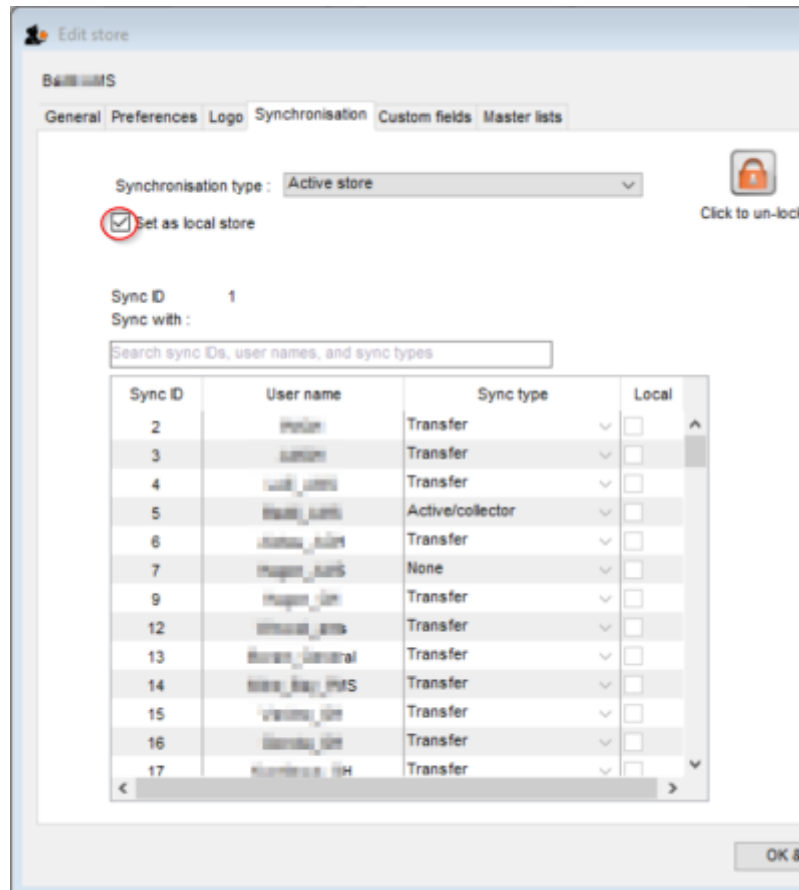 Edit store
General Preferences Logo Synchronisation Custom fields Master lists
Synchronisation type : Active store
Click to un-lock
Set as local store
Sync ID 1
Sync with :
Search sync IDs, user names, and sync types
Sync ID User name Sync type Local
2 Transfer
3 Transfer
4 Transfer
5 Active/collector
6 Transfer
7 None
9 Transfer
12 Transfer
13 Transfer
14 Transfer
15 Transfer
16 Transfer
17 Transfer
OK &